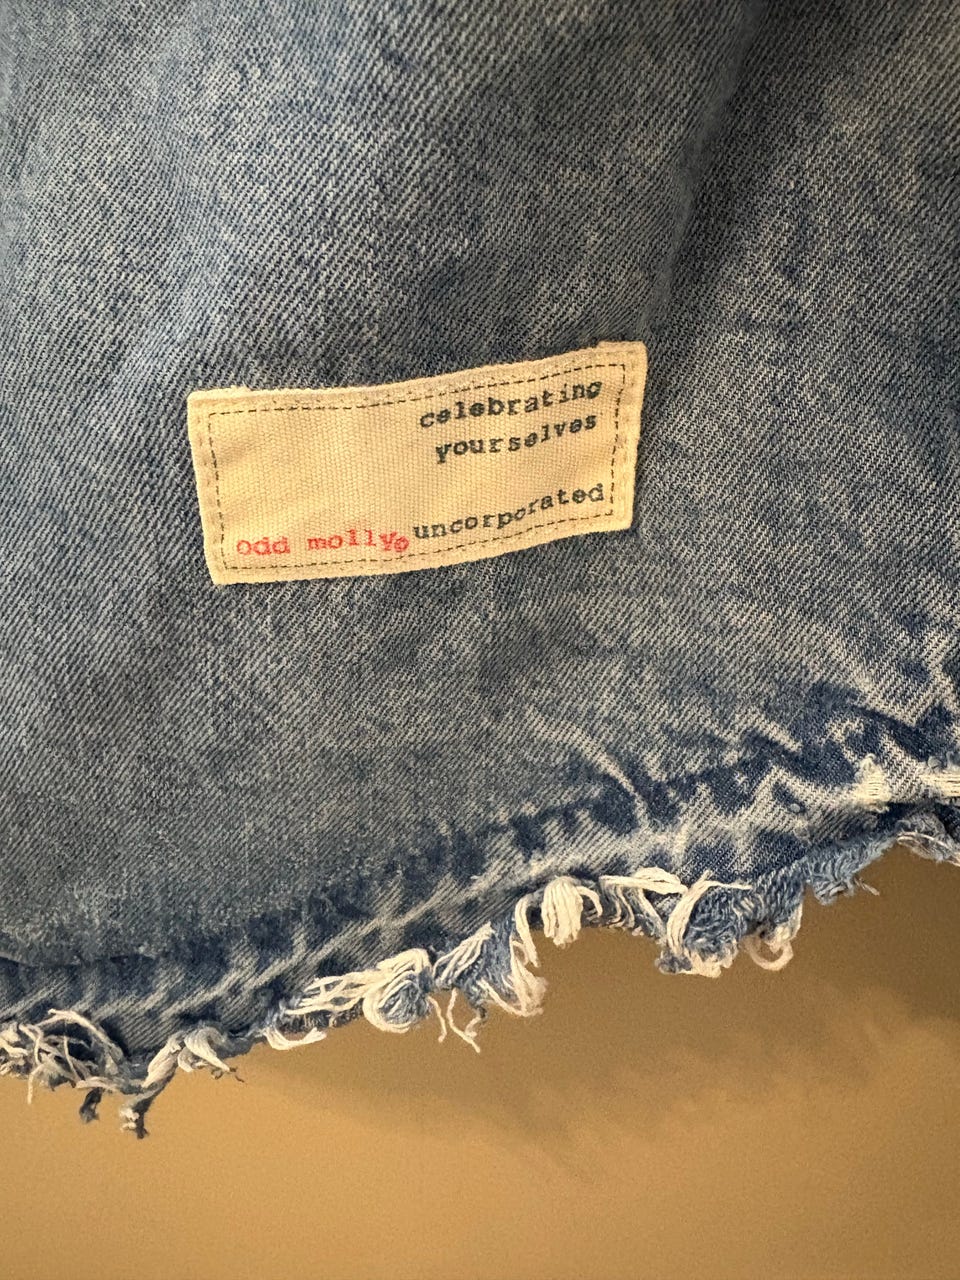 celebrating
yourselves
odd molly® uncorporated